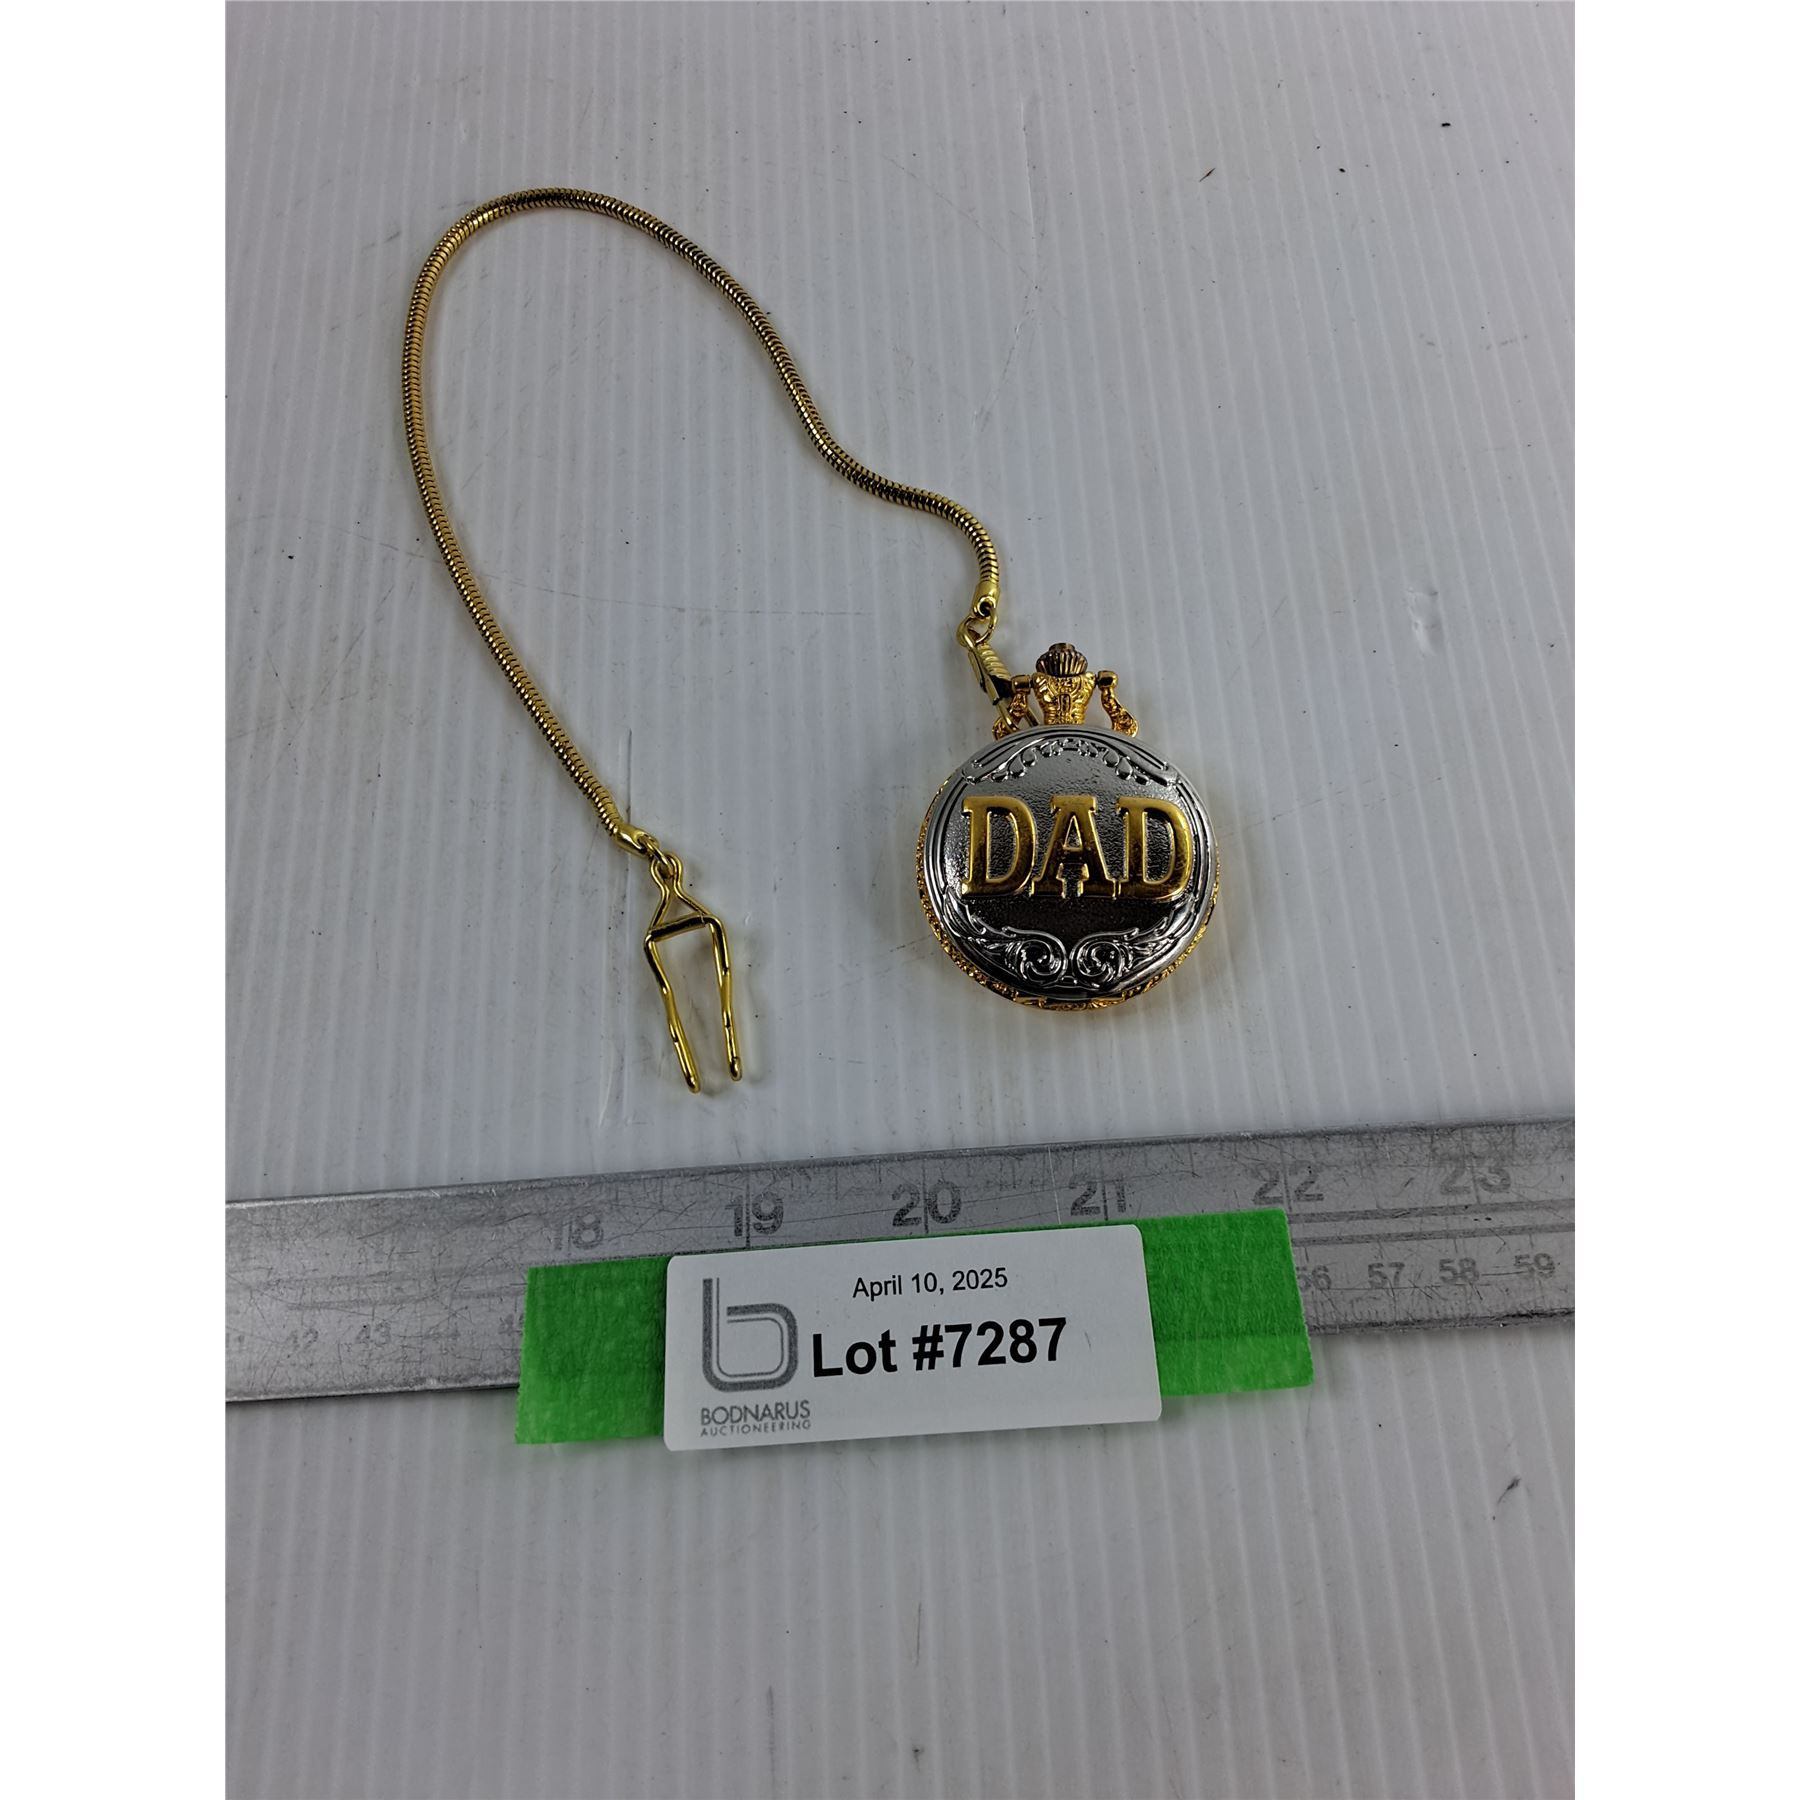 DAD
18 19 20 21 22 23
42 43 44 56 57 58 59
April 10, 2025
Lot #7287
BODNARUS
AUCTIONEERING